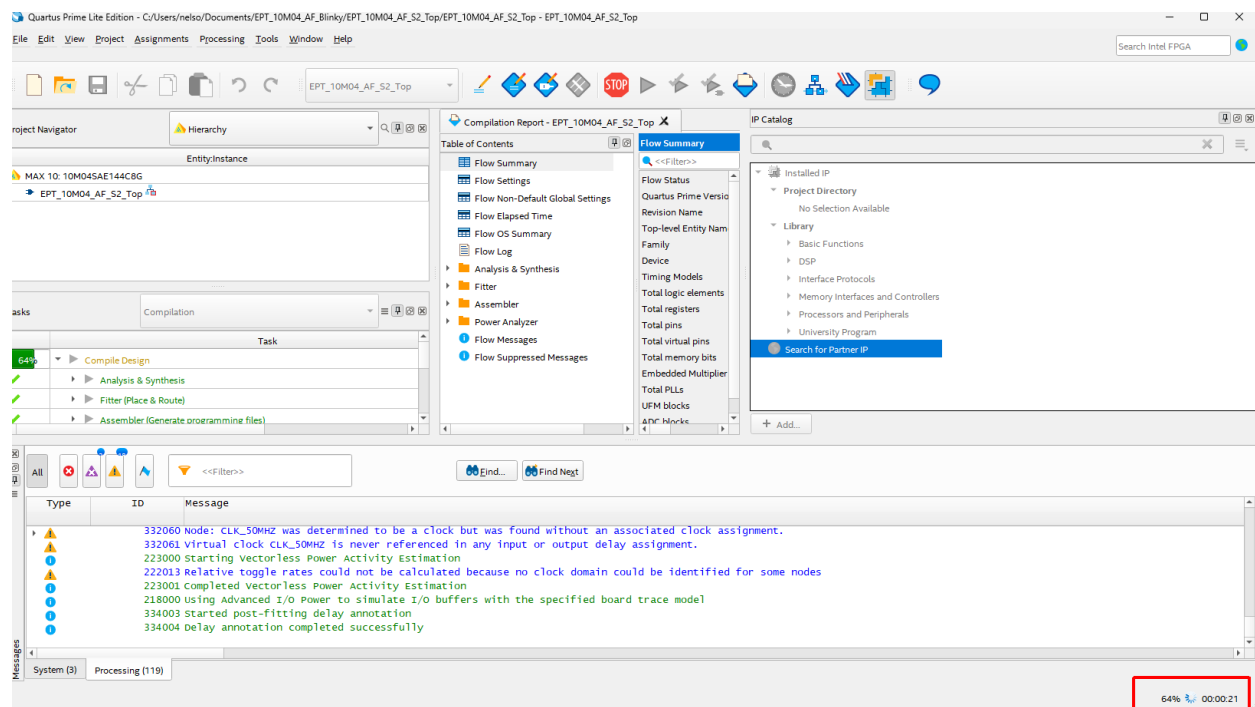 Quartus Prime Lite Edition - C:/Users/nelso/Documents/EPT_10M04_AF_Blinky/EPT_10M04_AF_S2_Top/EPT_10M04_AF_S2_Top - EPT_10M04_AF_S2_Top
File Edit View Project Assignments Processing Tools Window Help
Search Intel FPGA
EPT_10M04_AF_S2_Top
STOP
roject Navigator
Hierarchy
Entity:Instance
MAX 10: 10M04SAE144C8G
EPT_10M04_AF_S2_Top
asks
Compilation
Task
64%
Compile Design
Analysis & Synthesis
Fitter (Place & Route)
Assembler (Generate programming files)
Compilation Report - EPT_10M04_AF_S2_Top
Table of Contents
Flow Summary
Flow Settings
Flow Non-Default Global Settings
Flow Elapsed Time
Flow OS Summary
Flow Log
Analysis & Synthesis
Fitter
Assembler
Power Analyzer
Flow Messages
Flow Suppressed Messages
Flow Summary
<<Filter>>
Flow Status
Quartus Prime Versio
Revision Name
Top-level Entity Nam
Family
Device
Timing Models
Total logic elements
Total registers
Total pins
Total virtual pins
Total memory bits
Embedded Multiplier
Total PLLs
UFM blocks
ADC blocks
IP Catalog
Installed IP
Project Directory
No Selection Available
Library
Basic Functions
DSP
Interface Protocols
Memory Interfaces and Controllers
Processors and Peripherals
University Program
Search for Partner IP
+ Add...
All
<<Filter>>
Find...
Find Next
Type ID Message
332060 Node: CLK_50MHZ was determined to be a clock but was found without an associated clock assignment.
332061 Virtual clock CLK_50MHZ is never referenced in any input or output delay assignment.
223000 Starting Vectorless Power Activity Estimation
222013 Relative toggle rates could not be calculated because no clock domain could be identified for some nodes
223001 Completed Vectorless Power Activity Estimation
218000 Using Advanced I/O Power to simulate I/O buffers with the specified board trace model
334003 Started post-fitting delay annotation
334004 Delay annotation completed successfully
Messages
System (3)
Processing (119)
64% 00:00:21